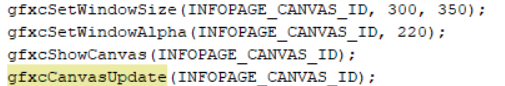 gfxcSetWindowSize(INFOPAGE_CANVAS_ID, 300, 350);
gfxcSetWindowAlpha(INFOPAGE_CANVAS_ID, 220);
gfxcShowCanvas(INFOPAGE_CANVAS_ID);
gfxcCanvasUpdate(INFOPAGE_CANVAS_ID);